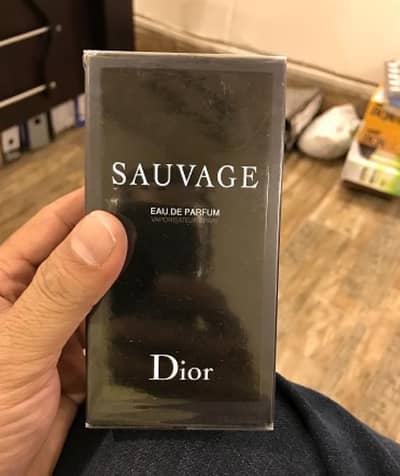 SAUVAGE
EAU DE PARFUM
VAPORISATEUR SPRAY
Dior